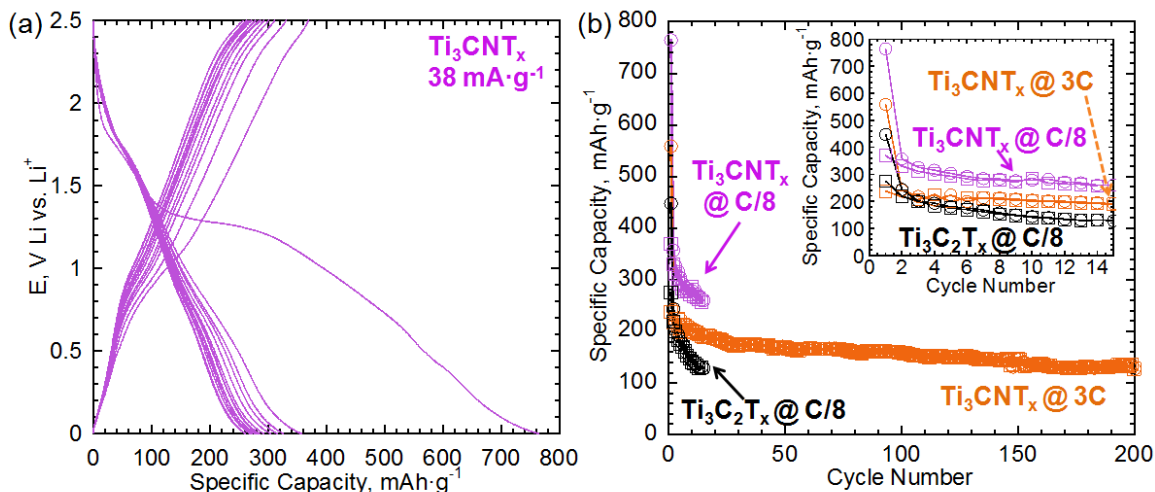 (a)
Ti₃CNTₓ
38 mA·g⁻¹
E, V Li vs. Li⁺
2.5
2
1.5
1
0.5
0
0 100 200 300 400 500 600 700 800
Specific Capacity, mAh·g⁻¹
(b)
Specific Capacity, mAh·g⁻¹
800
700
600
500
400
300
200
100
0
0 50 100 150 200
Cycle Number
Ti₃CNTₓ
@ C/8
Ti₃C₂Tₓ @ C/8
Ti₃CNTₓ @ 3C
Specific Capacity, mAh·g⁻¹
800
700
600
500
400
300
200
100
0
0 2 4 6 8 10 12 14
Cycle Number
Ti₃CNTₓ @ 3C
Ti₃CNTₓ @ C/8
Ti₃C₂Tₓ @ C/8